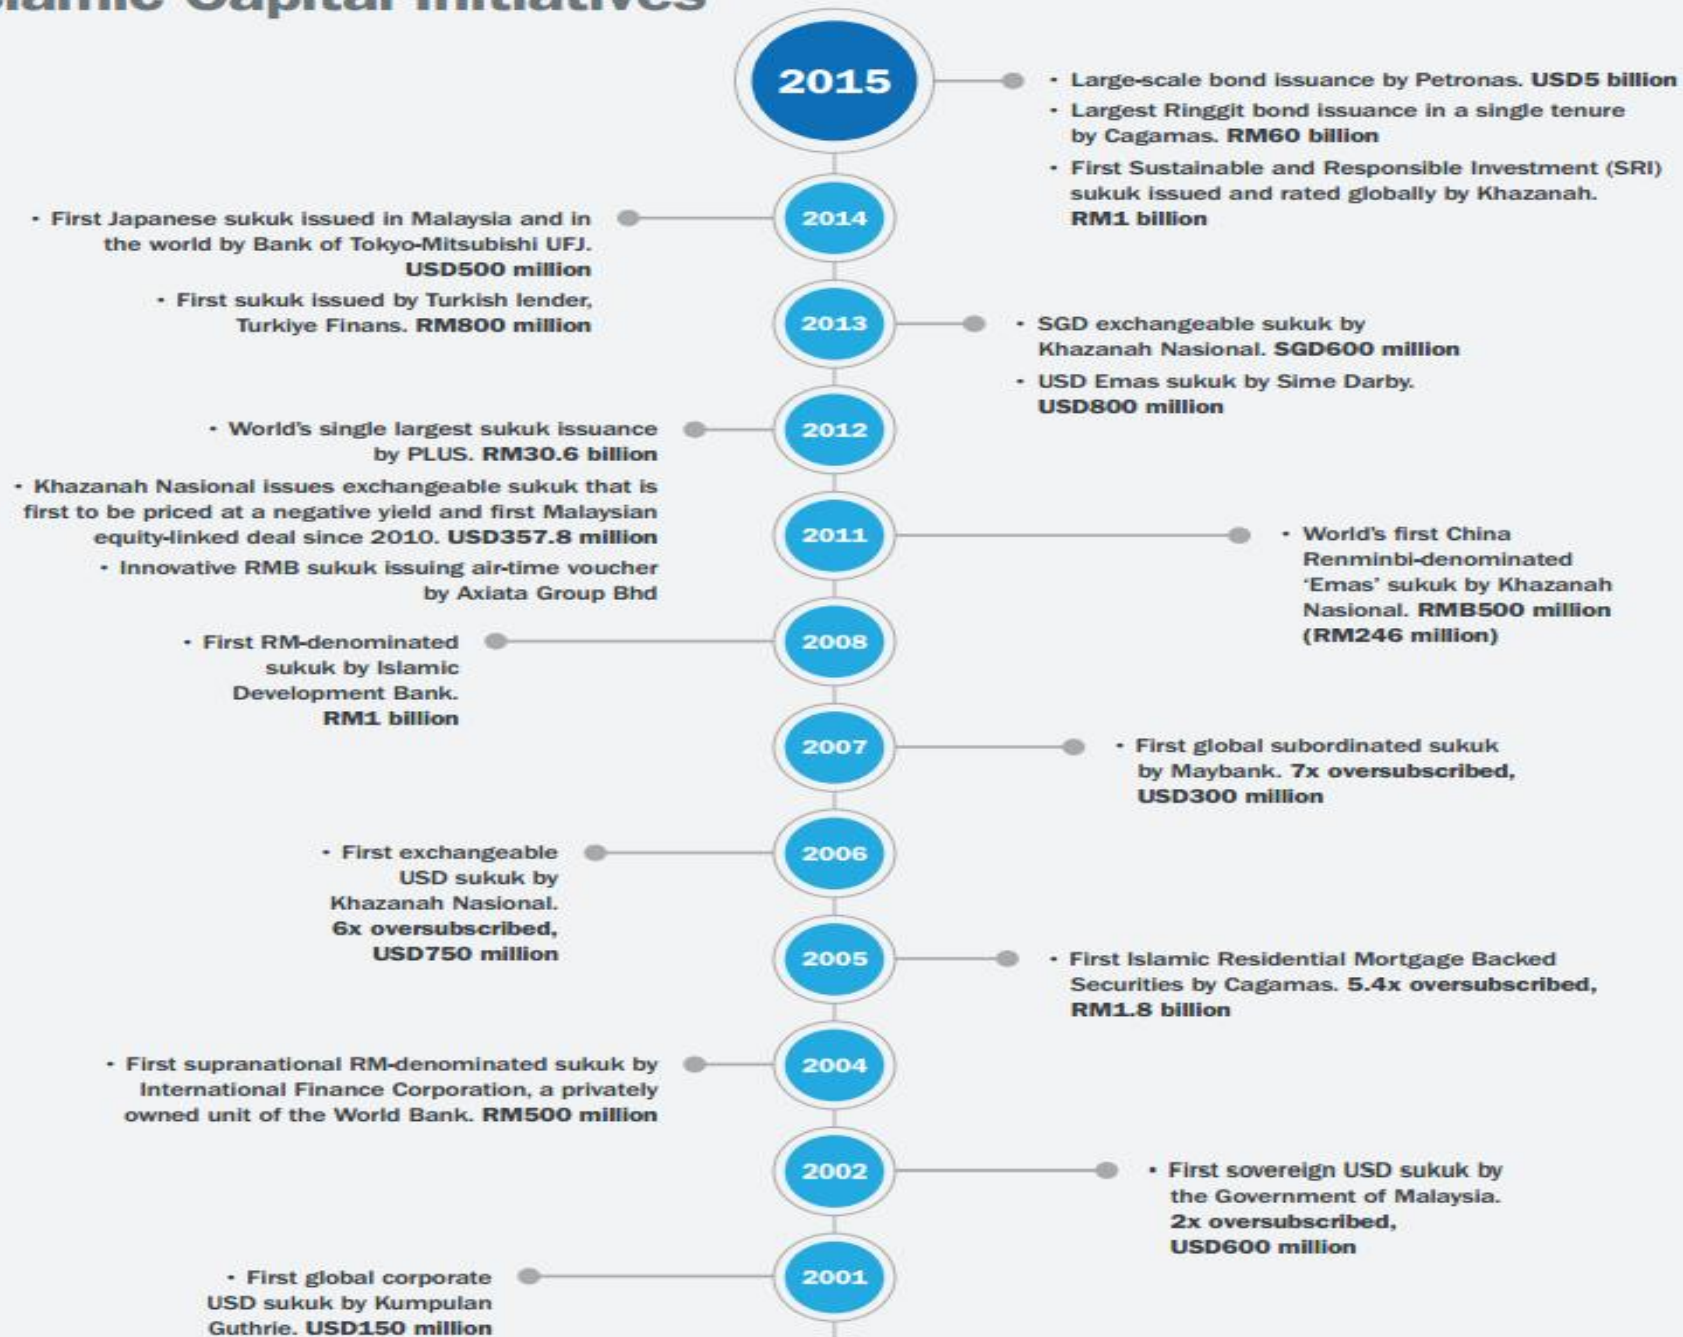 Capital Initiatives
2015
• Large-scale bond issuance by Petronas. USD5 billion
• Largest Ringgit bond issuance in a single tenure
by Cagamas. RM60 billion
• First Sustainable and Responsible Investment (SRI)
sukuk issued and rated globally by Khazanah.
RM1 billion
2014
• First Japanese sukuk issued in Malaysia and in
the world by Bank of Tokyo-Mitsubishi UFJ.
USD500 million
• First sukuk issued by Turkish lender,
Turkiye Finans. RM800 million
2013
• SGD exchangeable sukuk by
Khazanah Nasional. SGD600 million
• USD Emas sukuk by Sime Darby.
USD800 million
2012
• World's single largest sukuk issuance
by PLUS. RM30.6 billion
• Khazanah Nasional issues exchangeable sukuk that is
first to be priced at a negative yield and first Malaysian
equity-linked deal since 2010. USD357.8 million
• Innovative RMB sukuk issuing air-time voucher
by Axiata Group Bhd
2011
• World's first China
Renminbi-denominated
‘Emas’ sukuk by Khazanah
Nasional. RMB500 million
(RM246 million)
2008
• First RM-denominated
sukuk by Islamic
Development Bank.
RM1 billion
2007
• First global subordinated sukuk
by Maybank. 7x oversubscribed,
USD300 million
2006
• First exchangeable
USD sukuk by
Khazanah Nasional.
6x oversubscribed,
USD750 million
2005
• First Islamic Residential Mortgage Backed
Securities by Cagamas. 5.4x oversubscribed,
RM1.8 billion
2004
• First supranational RM-denominated sukuk by
International Finance Corporation, a privately
owned unit of the World Bank. RM500 million
2002
• First sovereign USD sukuk by
the Government of Malaysia.
2x oversubscribed,
USD600 million
2001
• First global corporate
USD sukuk by Kumpulan
Guthrie. USD150 million